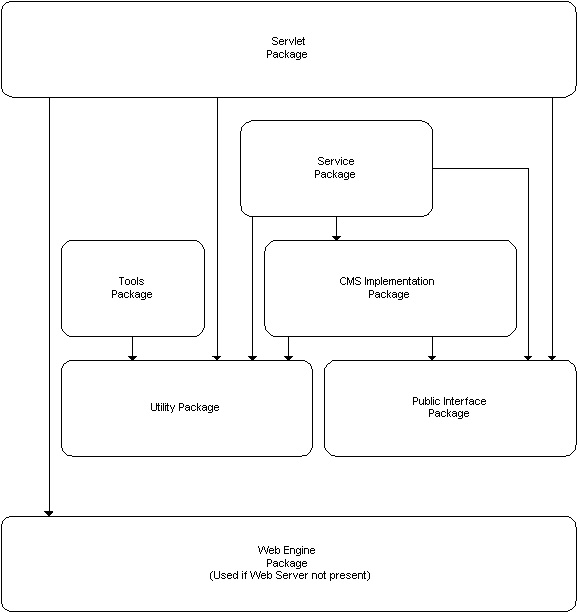 Servlet
Package
Service
Package
Tools
Package
CMS Implementation
Package
Utility Package
Public Interface
Package
Web Engine
Package
(Used if Web Server not present)